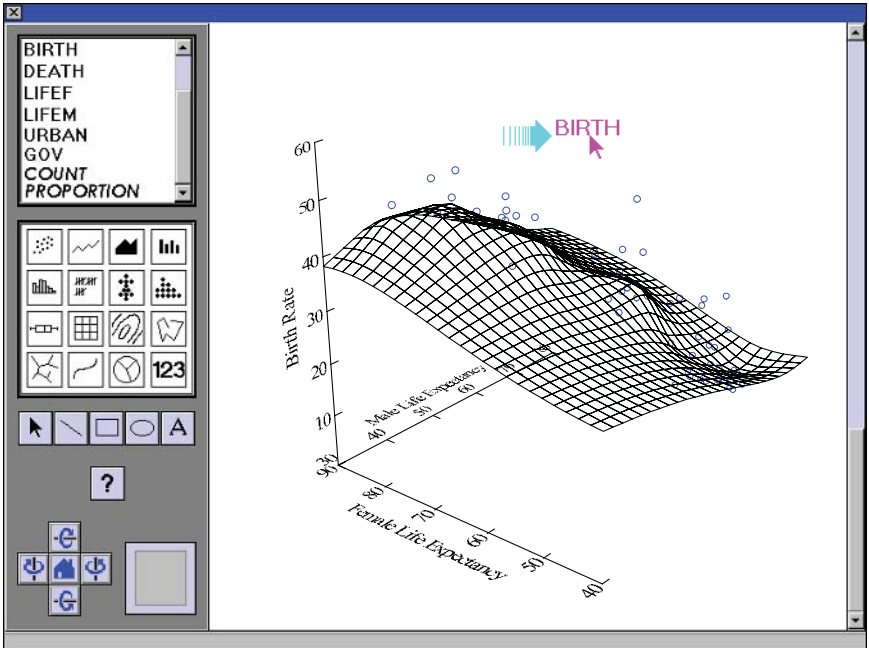 BIRTH
DEATH
LIFEF
LIFEM
URBAN
GOV
COUNT
PROPORTION
123
A
?
BIRTH
60
50
40
30
20
10
Birth Rate
Male Life Expectancy
30
40
50
60
Female Life Expectancy
90
80
70
60
50
40